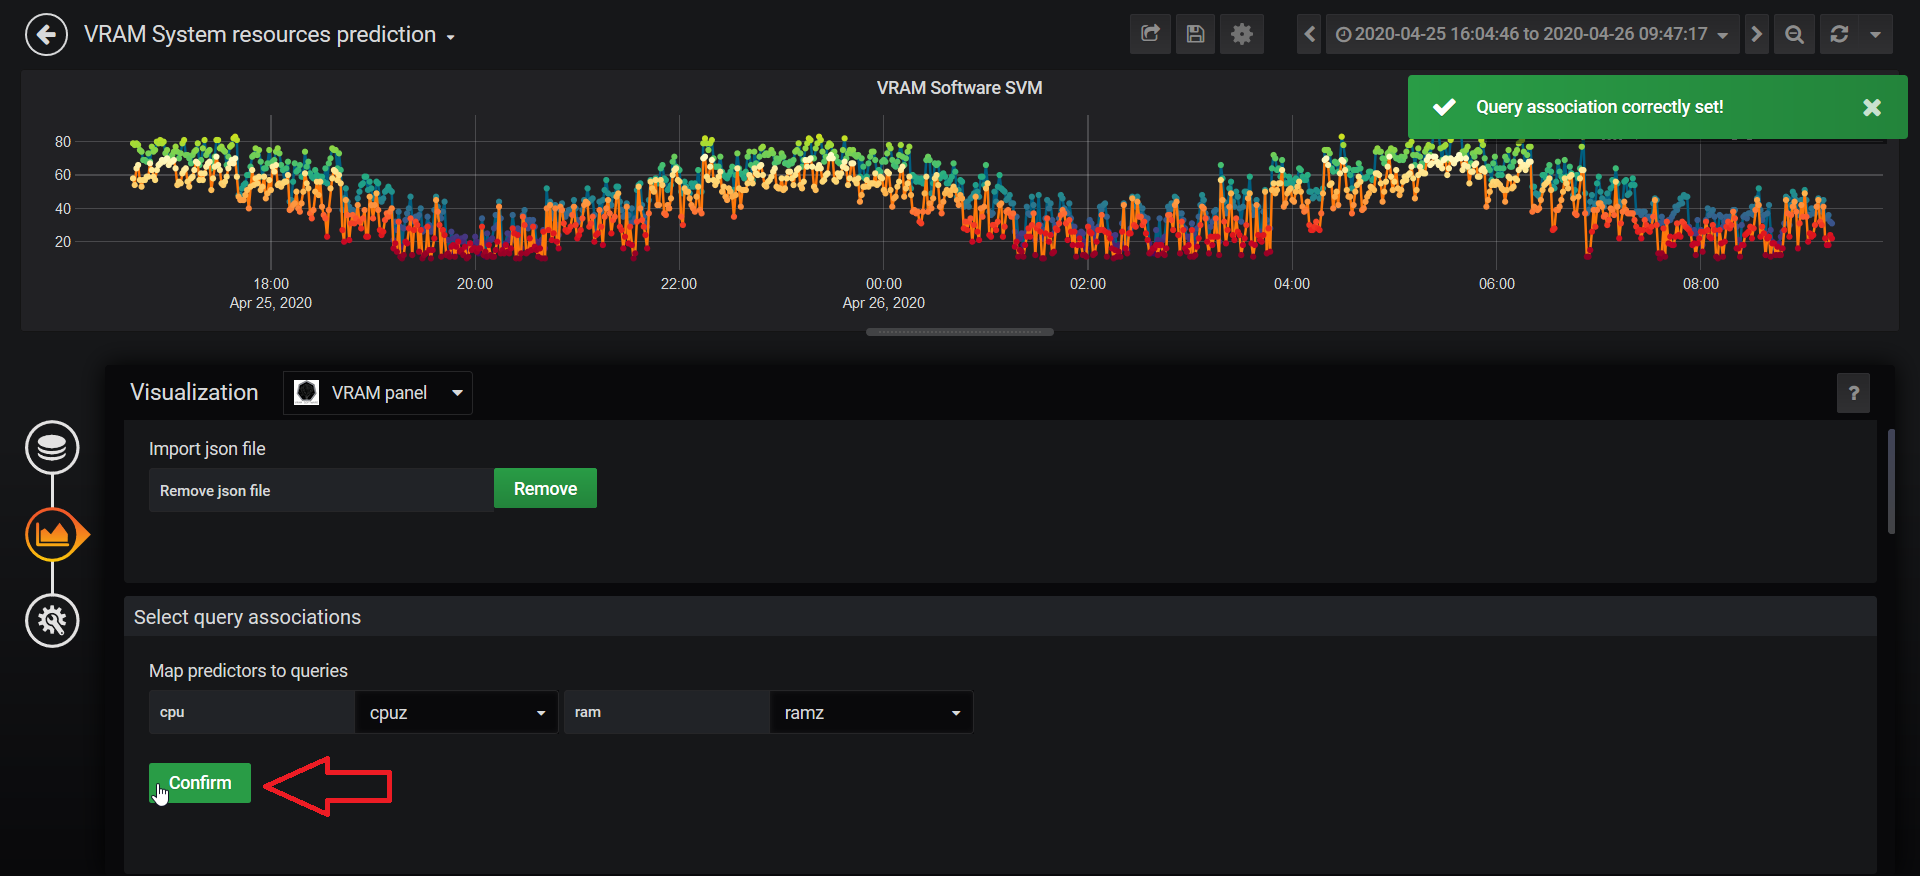 VRAM System resources prediction
2020-04-25 16:04:46 to 2020-04-26 09:47:17
VRAM Software SVM
Query association correctly set!
80
60
40
20
18:00
Apr 25, 2020
20:00
22:00
00:00
Apr 26, 2020
02:00
04:00
06:00
08:00
Visualization
VRAM panel
?
Import json file
Remove json file
Remove
Select query associations
Map predictors to queries
cpu
cpuz
ram
ramz
Confirm